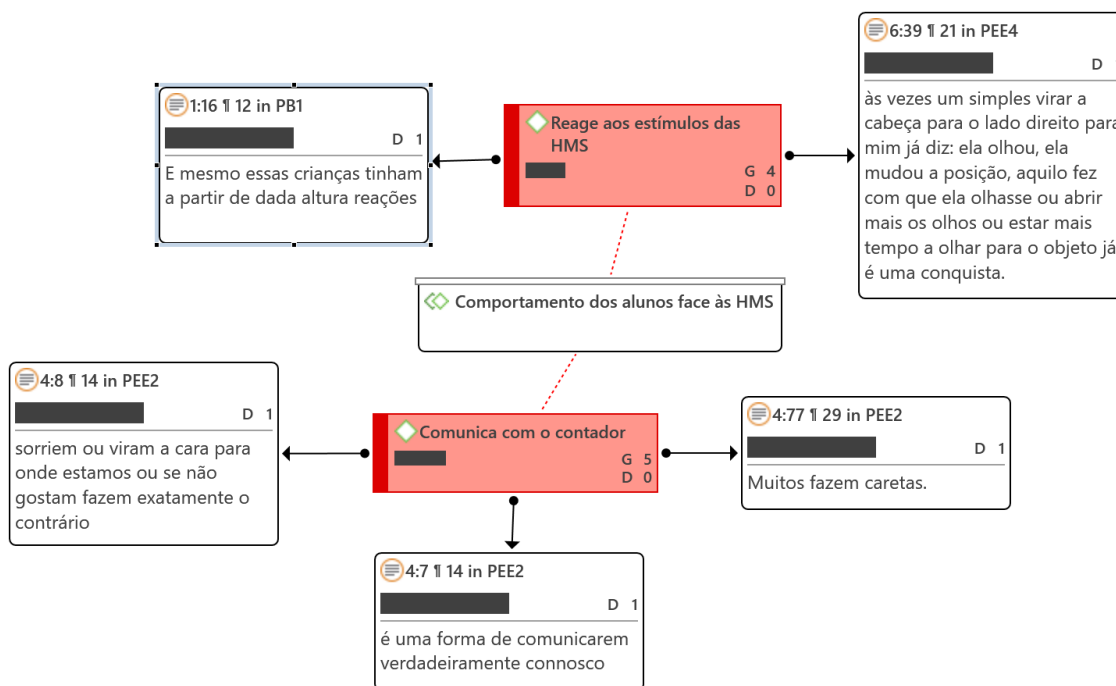 6:39 ¶ 21 in PEE4
D
às vezes um simples virar a
cabeça para o lado direito para
mim já diz: ela olhou, ela
mudou a posição, aquilo fez
com que ela olhasse ou abrir
mais os olhos ou estar mais
tempo a olhar para o objeto já
é uma conquista.
1:16 ¶ 12 in PB1
D 1
E mesmo essas crianças tinham
a partir de dada altura reações
Reage aos estímulos das
HMS
G 4
D 0
Comportamento dos alunos face às HMS
4:8 ¶ 14 in PEE2
D 1
sorriem ou viram a cara para
onde estamos ou se não
gostam fazem exatamente o
contrário
Comunica com o contador
G 5
D 0
4:77 ¶ 29 in PEE2
D 1
Muitos fazem caretas.
4:7 ¶ 14 in PEE2
D 1
é uma forma de comunicarem
verdadeiramente connosco